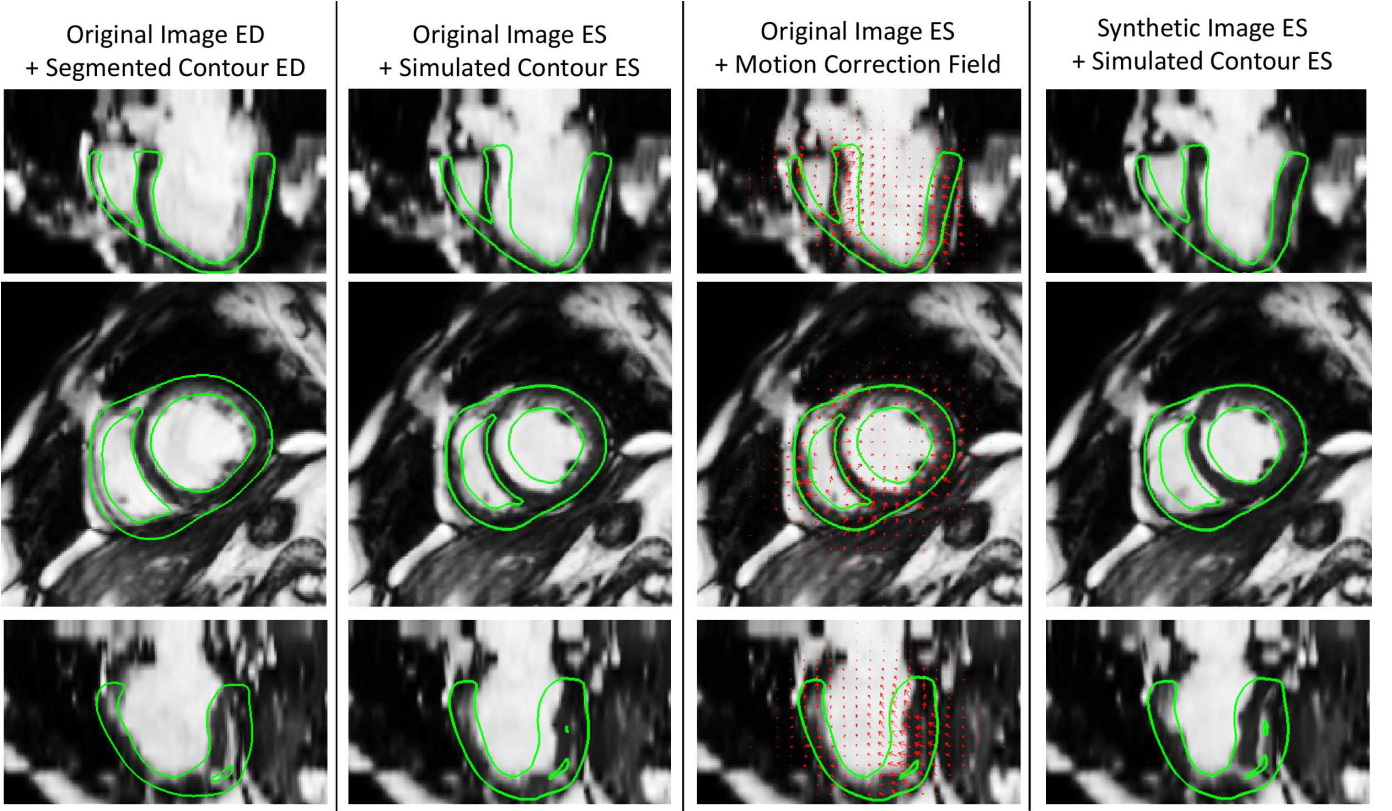 Original Image ED
+ Segmented Contour ED
Original Image ES
+ Simulated Contour ES
Original Image ES
+ Motion Correction Field
Synthetic Image ES
+ Simulated Contour ES